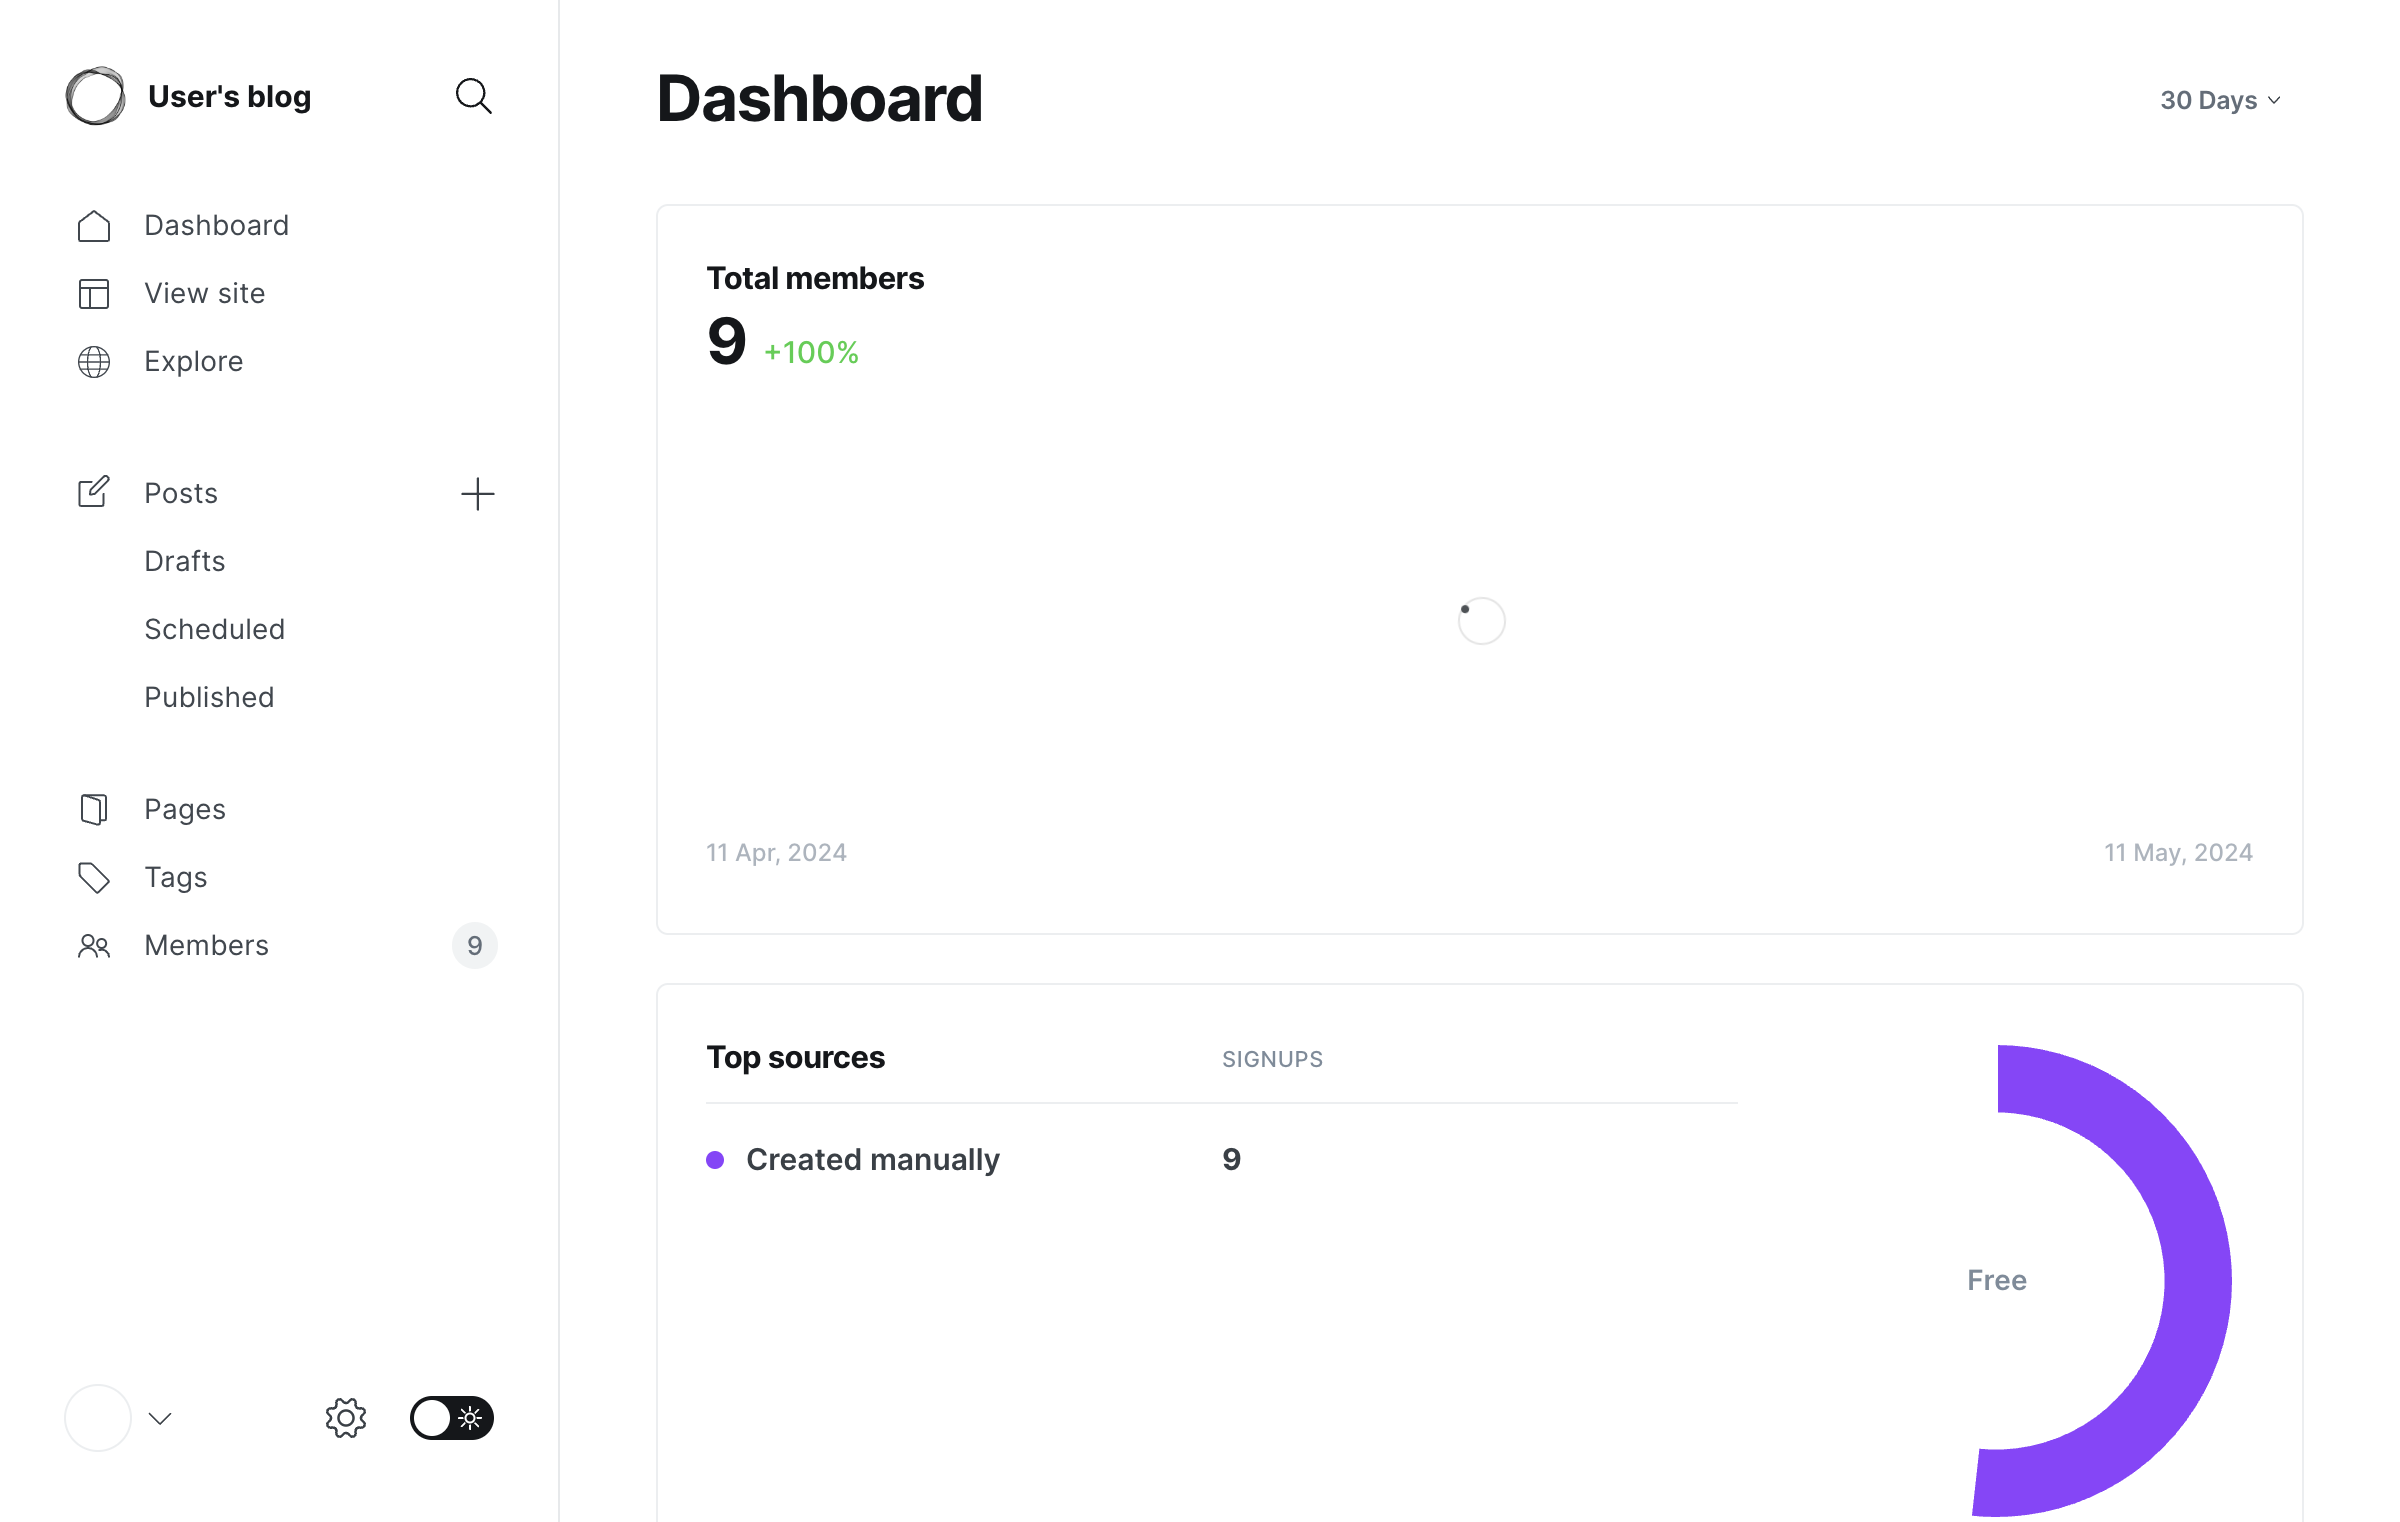 User's blog
Dashboard
View site
Explore
Posts
Drafts
Scheduled
Published
Pages
Tags
Members 9
Dashboard
30 Days
Total members
9 +100%
11 Apr, 2024 11 May, 2024
Top sources SIGNUPS
Created manually 9
Free